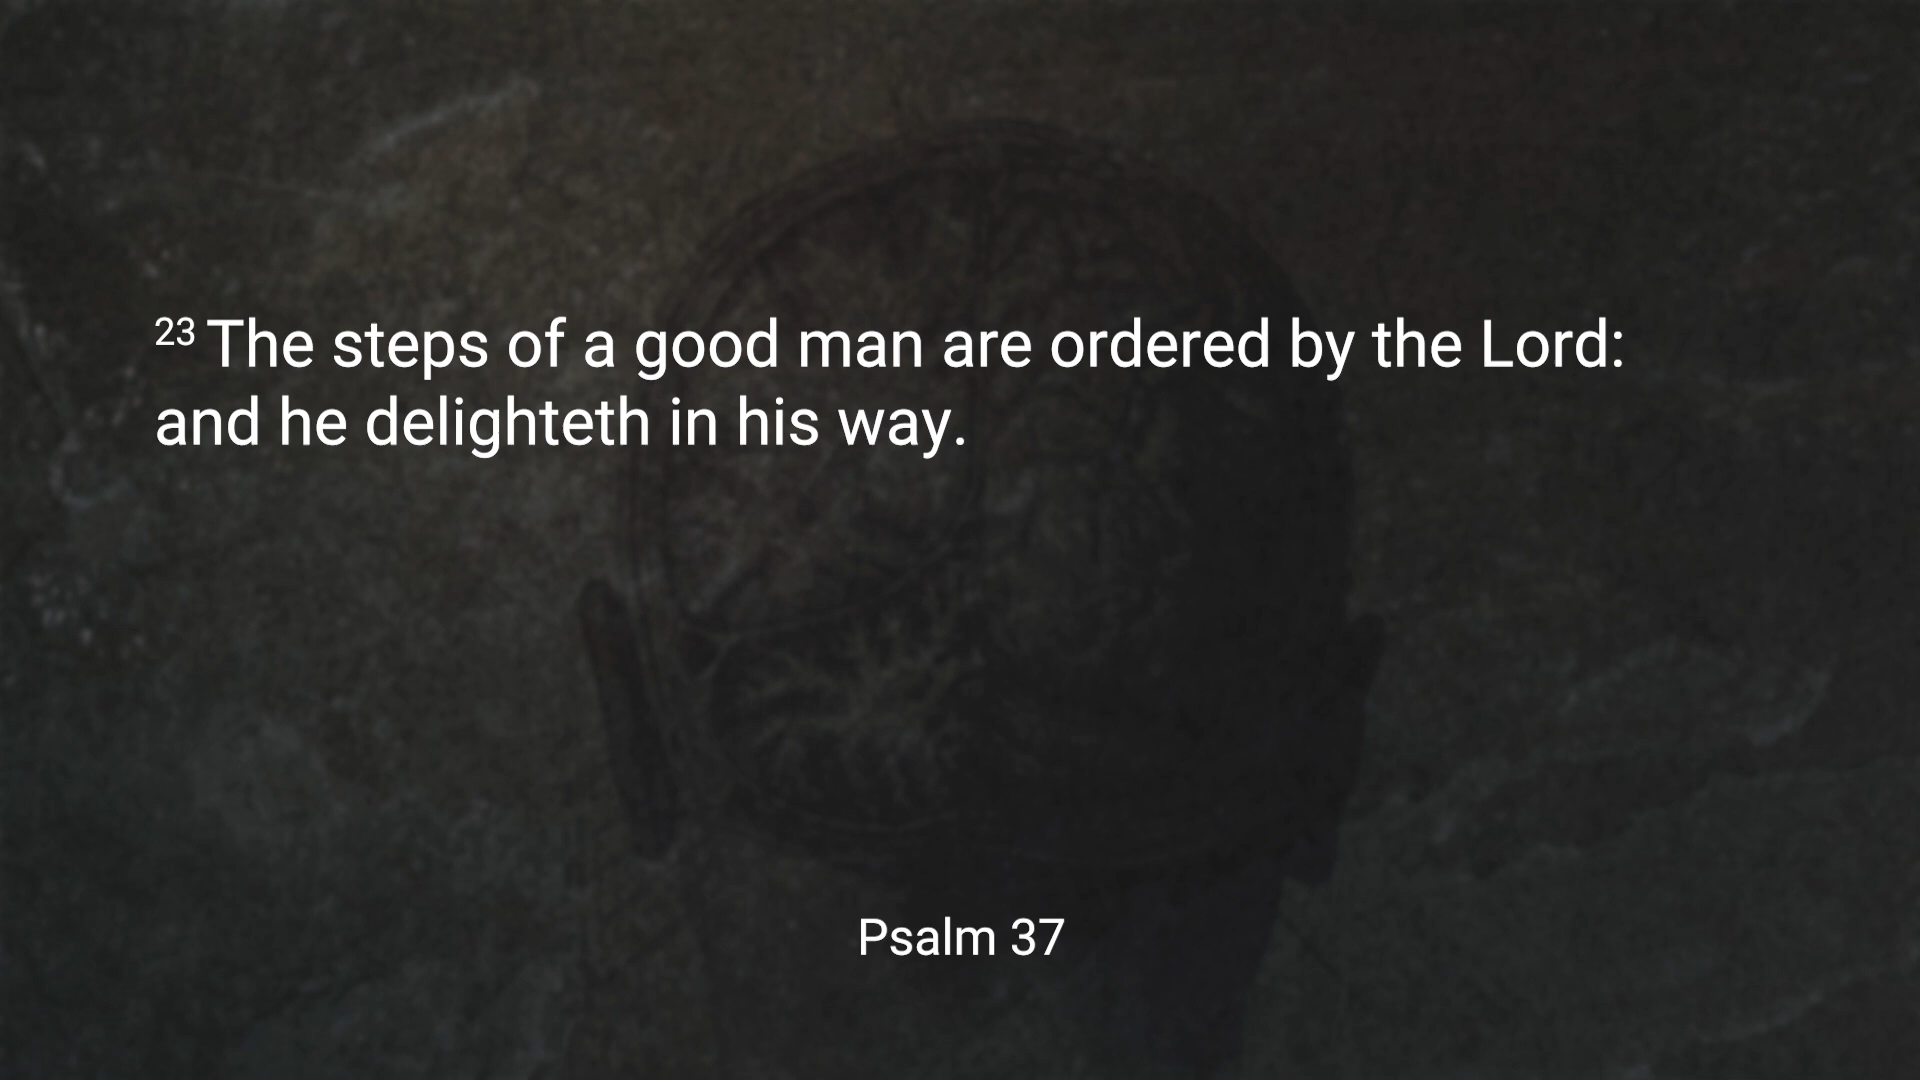 23 The steps of a good man are ordered by the Lord:
and he delighteth in his way.
Psalm 37